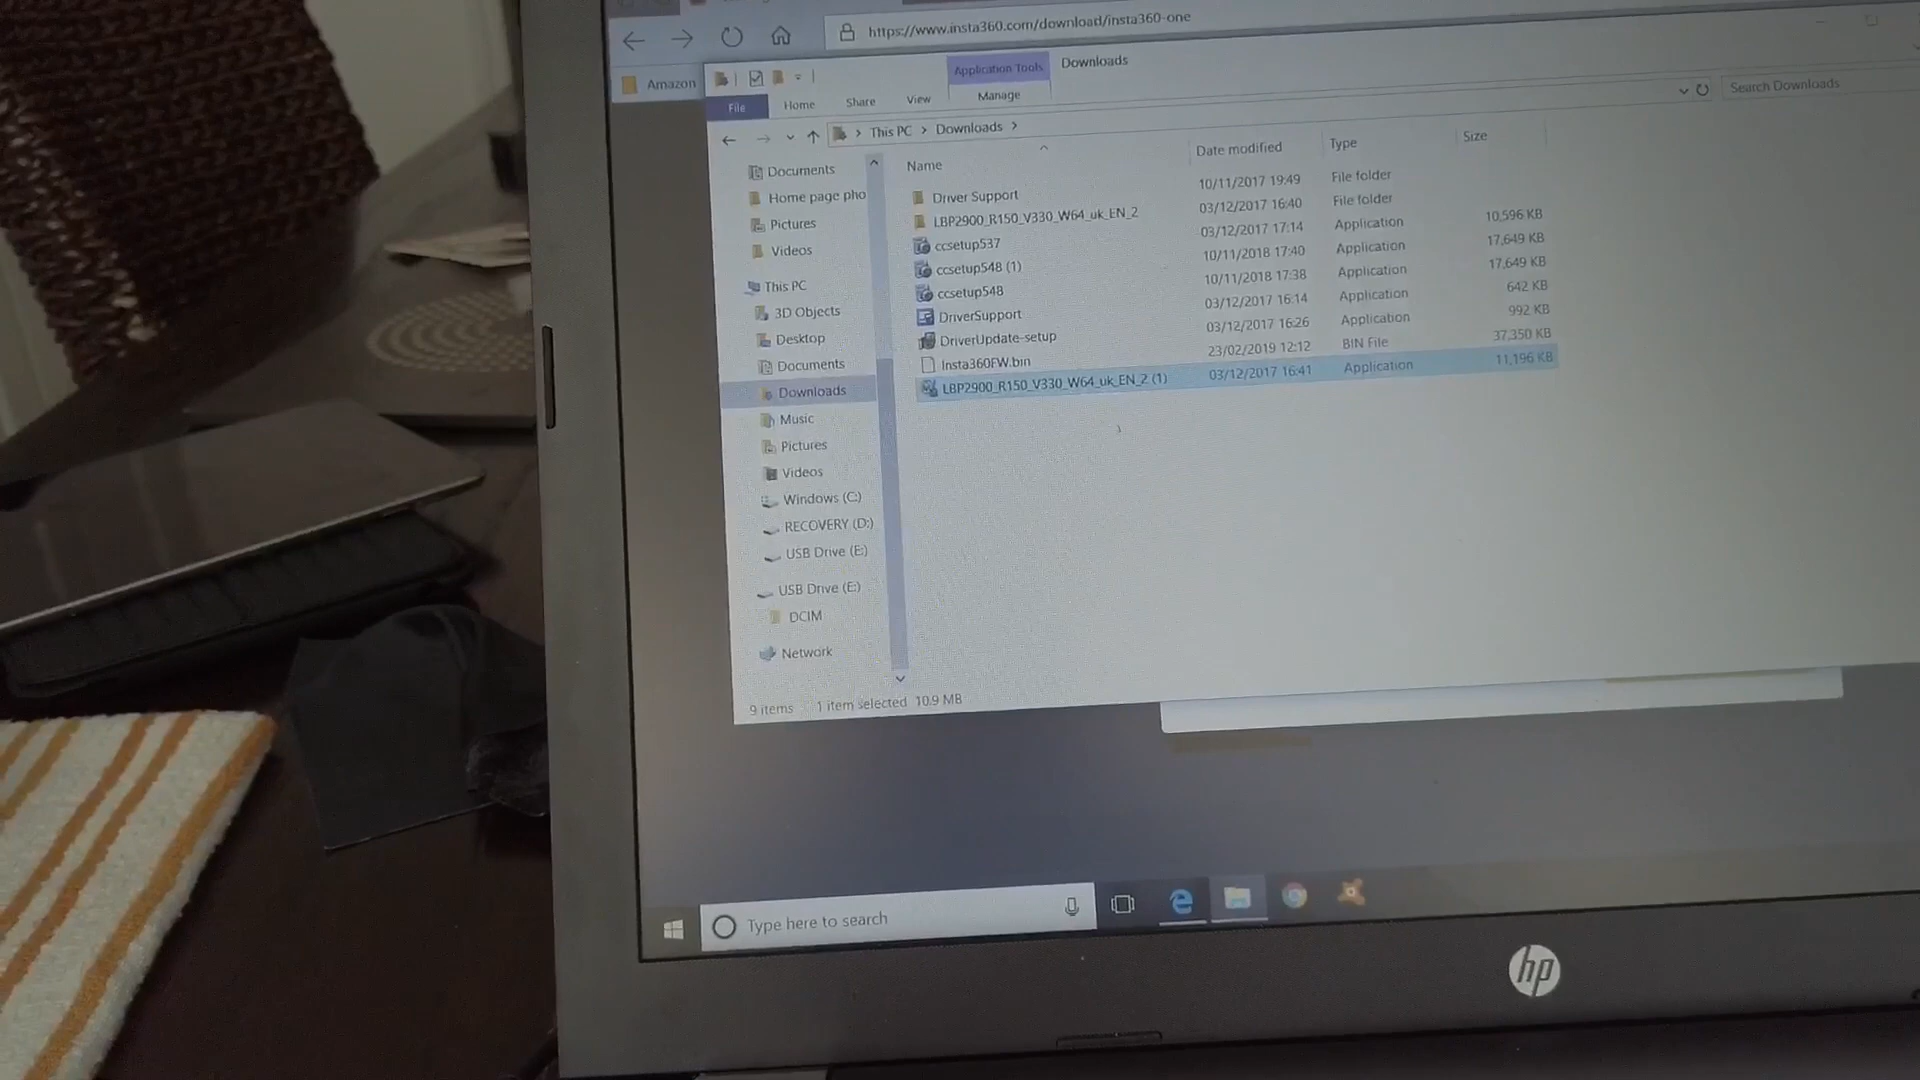 https://www.insta360.com/download/insta360-one
Amazon
Application Tools
Downloads
File
Home
Share
View
Manage
This PC > Downloads >
Search Downloads
Name
Date modified
Type
Size
Documents
Home page pho
Pictures
Videos
This PC
3D Objects
Desktop
Documents
Downloads
Music
Pictures
Videos
Windows (C:)
RECOVERY (D:)
USB Drive (E:)
USB Drive (E:)
DCIM
Network
Driver Support 10/11/2017 19:49 File folder
LBP2900_R150_V330_W64_uk_EN_2 03/12/2017 16:40 File folder
ccsetup537 03/12/2017 17:14 Application 10,596 KB
ccsetup548 (1) 10/11/2018 17:40 Application 17,649 KB
ccsetup548 10/11/2018 17:38 Application 17,649 KB
DriverSupport 03/12/2017 16:14 Application 642 KB
DriverUpdate-setup 03/12/2017 16:26 Application 992 KB
Insta360FW.bin 23/02/2019 12:12 BIN File 37,350 KB
LBP2900_R150_V330_W64_uk_EN_2 (1) 03/12/2017 16:41 Application 11,196 KB
9 items 1 item selected 10.9 MB
Type here to search
hp